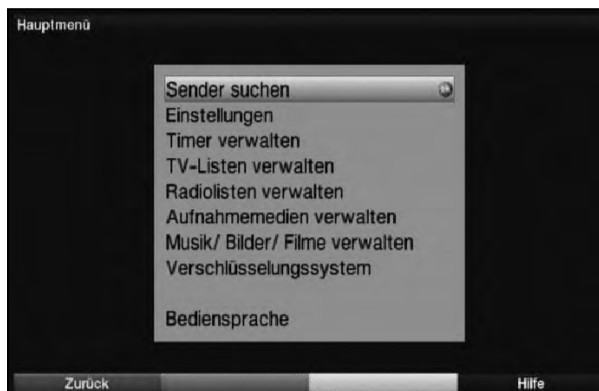 Hauptmenü
Sender suchen
Einstellungen
Timer verwalten
TV-Listen verwalten
Radiolisten verwalten
Aufnahmemedien verwalten
Musik/ Bilder/ Filme verwalten
Verschlüsselungssystem
Bediensprache
Zurück
Hilfe